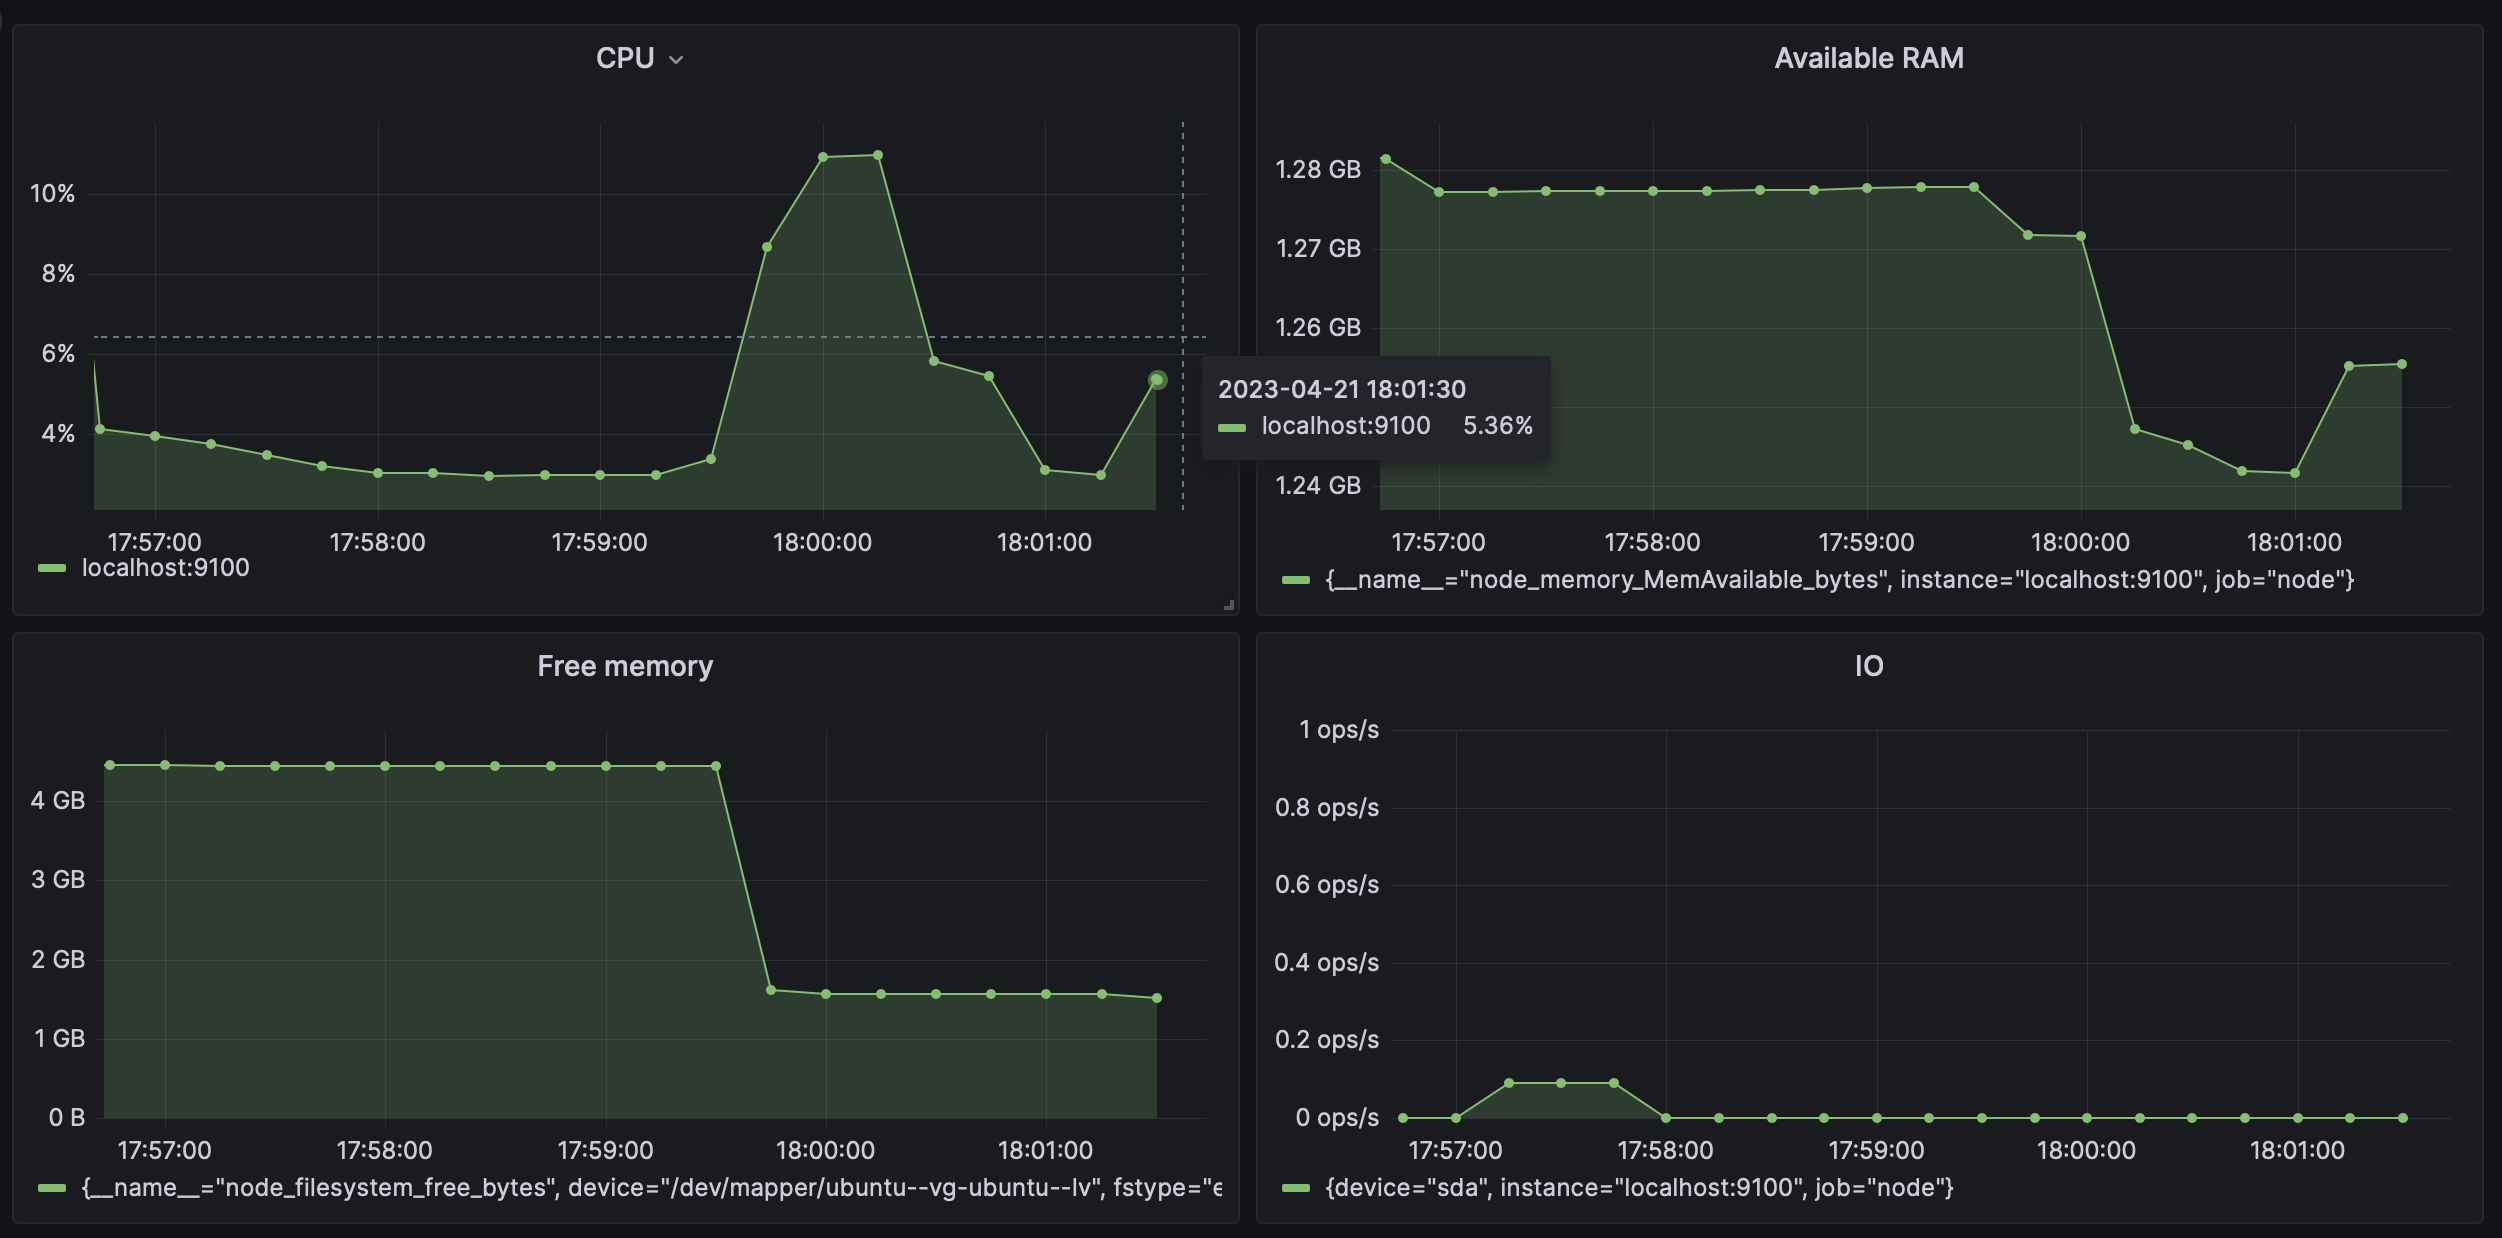 CPU
10%
8%
6%
4%
17:57:00 17:58:00 17:59:00 18:00:00 18:01:00
localhost:9100
Available RAM
1.28 GB
1.27 GB
1.26 GB
1.24 GB
17:57:00 17:58:00 17:59:00 18:00:00 18:01:00
{__name__="node_memory_MemAvailable_bytes", instance="localhost:9100", job="node"}
2023-04-21 18:01:30
localhost:9100 5.36%
Free memory
4 GB
3 GB
2 GB
1 GB
0 B
17:57:00 17:58:00 17:59:00 18:00:00 18:01:00
{__name__="node_filesystem_free_bytes", device="/dev/mapper/ubuntu--vg-ubuntu--lv", fstype="e
IO
1 ops/s
0.8 ops/s
0.6 ops/s
0.4 ops/s
0.2 ops/s
0 ops/s
17:57:00 17:58:00 17:59:00 18:00:00 18:01:00
{device="sda", instance="localhost:9100", job="node"}